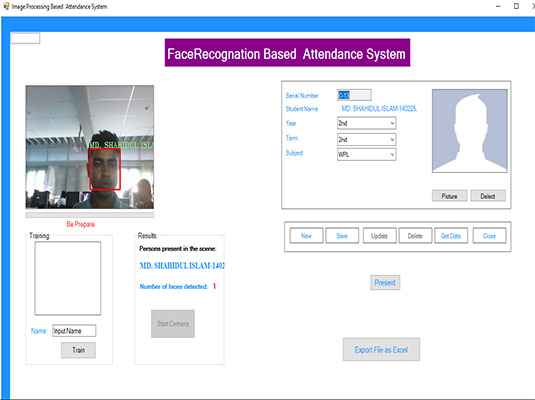 Image Processing Based Attendance System
FaceRecognation Based Attendance System
MD. SHAHIDUL ISL
Be Prepare
Training:
Name:
Input Name
Train
Results:
Persons present in the scene:
MD. SHAHIDUL ISLAM-1402
Number of faces detected: 1
Start Camera
Serial Number
Student Name:
MD. SHAHIDUL ISLAM-140225,
Year
2nd
Term
2nd
Subject
WPL
Picture
Delect
New
Save
Update
Delete
Get Data
Close
Present
Export File as Excel